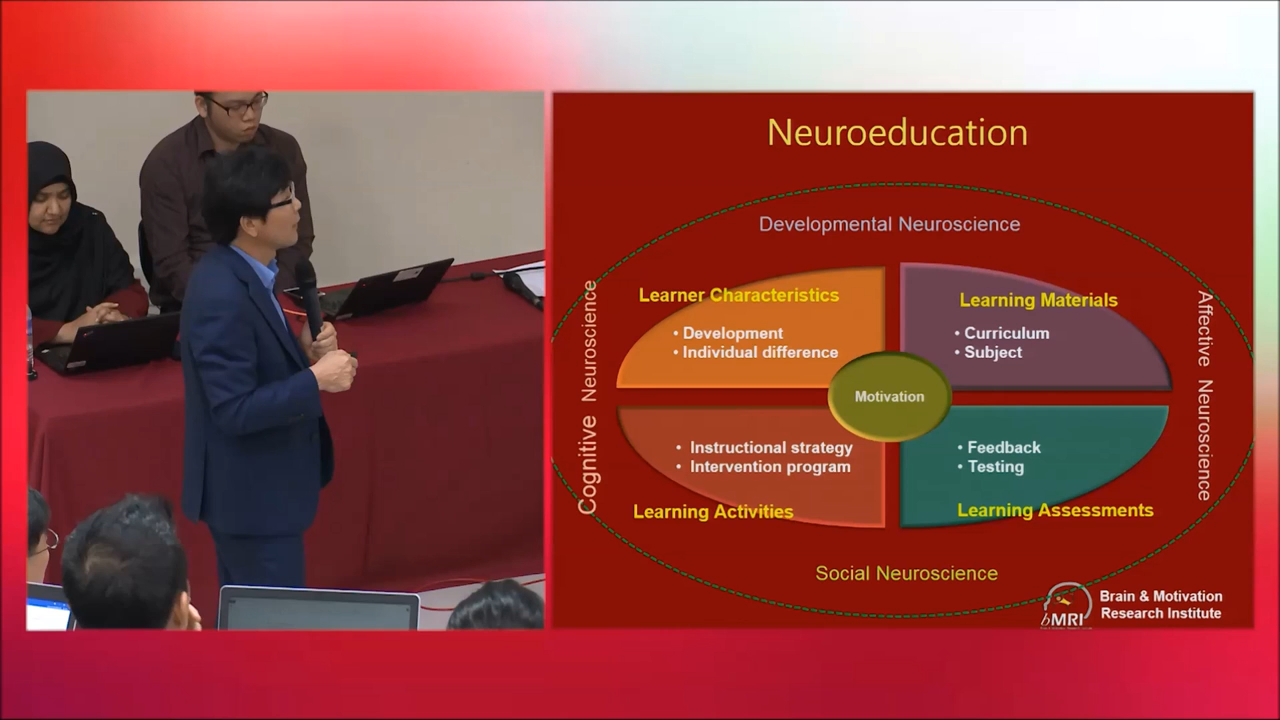 Neuroeducation
Developmental Neuroscience
Cognitive Neuroscience
Affective Neuroscience
Learner Characteristics
• Development
• Individual difference
Learning Materials
• Curriculum
• Subject
Motivation
• Instructional strategy
• Intervention program
Learning Activities
• Feedback
• Testing
Learning Assessments
Social Neuroscience
bMRI
Brain & Motivation
Research Institute